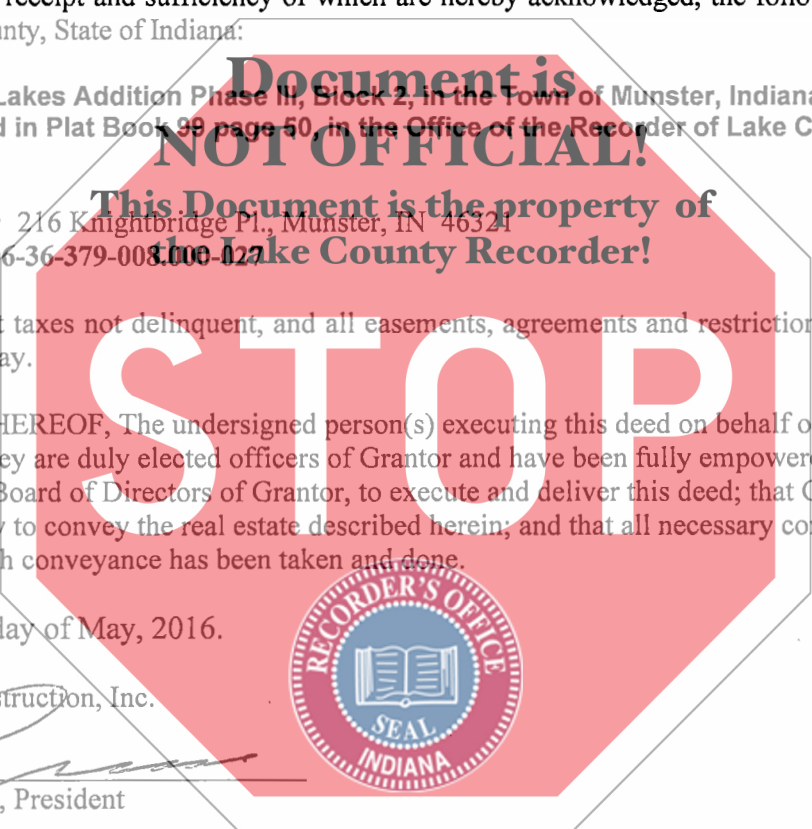 receipt and sufficiency of which are hereby acknowledged, the follo
unty, State of Indiana:
Document is
Lakes Addition Phase III, Block 2, in the Town of Munster, Indiana
d in Plat Book 99 page 50, in the Office of the Recorder of Lake C
NOT OFFICIAL!
This Document is the property of
216 Knightbridge Pl., Munster, IN 46321
the Lake County Recorder!
6-36-379-008.000-027
t taxes not delinquent, and all easements, agreements and restriction
ay.
STOP
HEREOF, The undersigned person(s) executing this deed on behalf o
ey are duly elected officers of Grantor and have been fully empower
Board of Directors of Grantor, to execute and deliver this deed; that G
y to convey the real estate described herein; and that all necessary co
h conveyance has been taken and done.
RECORDER'S OFFICE
SEAL
INDIANA
day of May, 2016.
struction, Inc.
, President